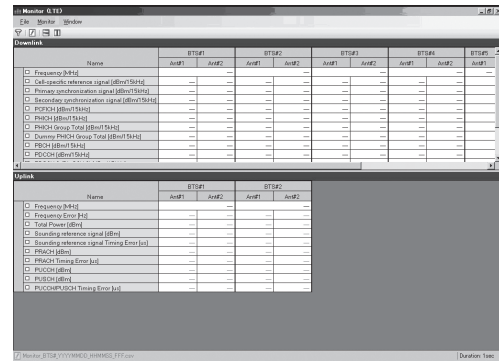 Monitor (LTE)
File Monitor Window
Downlink
BTS#1 BTS#2 BTS#3 BTS#4 BTS#5
Name Ant#1 Ant#2 Ant#1 Ant#2 Ant#1 Ant#2 Ant#1 Ant#2 Ant#1
Frequency [MHz] — — — — —
Cell-specific reference signal [dBm/15kHz] — — — — — — — — —
Primary synchronization signal [dBm/15kHz] — — — — — — — — —
Secondary synchronization signal [dBm/15kHz] — — — — — — — — —
PCFICH [dBm/15kHz] — — — — — — — — —
PHICH [dBm/15kHz] — — — — — — — — —
PHICH Group Total [dBm/15kHz] — — — — — — — — —
Dummy PHICH Group Total [dBm/15kHz] — — — — — — — — —
PBCH [dBm/15kHz] — — — — — — — — —
PDCCH [dBm/15kHz] — — — — — — — — —
Uplink
BTS#1 BTS#2
Name Ant#1 Ant#2 Ant#1 Ant#2
Frequency [MHz] — —
Frequency Error [Hz] — — — —
Total Power [dBm] — — — —
Sounding reference signal [dBm] — — — —
Sounding reference signal Timing Error [us] — — — —
PRACH [dBm] — — — —
PRACH Timing Error [us] — — — —
PUCCH [dBm] — — — —
PUSCH [dBm] — — — —
PUCCH/PUSCH Timing Error [us] — — — —
Monitor_BTS#_YYYYMMDD_HHMMSS_FFF.csv Duration: 1sec